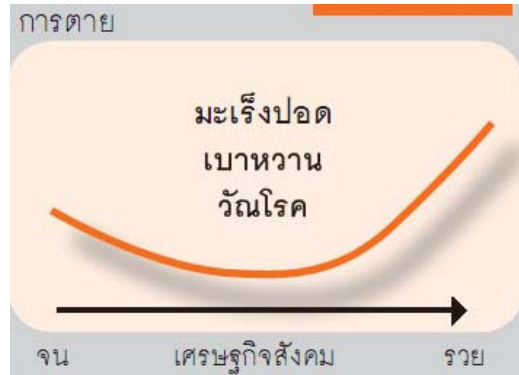 การตาย
มะเร็งปอด
เบาหวาน
วัณโรค
จน เศรษฐกิจสังคม รวย